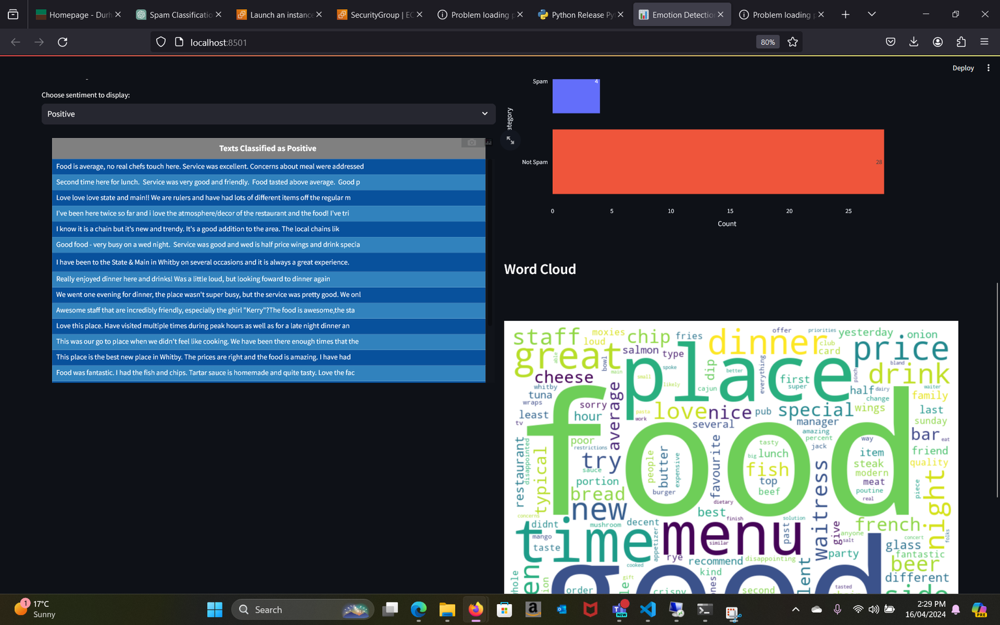 Homepage - Durh
Spam Classificatio
Launch an instance
SecurityGroup | EC
Problem loading p
Python Release Py
Emotion Detectio
Problem loading p
localhost:8501
80%
Deploy
Choose sentiment to display:
Positive
Texts Classified as Positive
Food is average, no real chefs touch here. Service was excellent. Concerns about meal were addressed
Second time here for lunch. Service was very good and friendly. Food tasted above average. Good p
Love love love state and main!! We are rulers and have had lots of different items off the regular m
I've been here twice so far and i love the atmosphere/decor of the restaurant and the food! I've tri
I know it is a chain but it's new and trendy. It's a good addition to the area. The local chains lik
Good food - very busy on a wed night. Service was good and wed is half price wings and drink specia
I have been to the State & Main in Whitby on several occasions and it is always a great experience.
Really enjoyed dinner here and drinks! Was a little loud, but looking foward to dinner again
We went one evening for dinner, the place wasn't super busy, but the service was pretty good. We onl
Awesome staff that are incredibly friendly, especially the ghirl "Kerry"?The food is awesome,the sta
Love this place. Have visited multiple times during peak hours as well as for a late night dinner an
This was our go to place when we didn't feel like cooking. We have been there enough times that the
This place is the best new place in Whitby. The prices are right and the food is amazing. I have had
Food was fantastic. I had the fish and chips. Tartar sauce is homemade and quite tasty. Love the fac
Spam
4
ategory
Not Spam
28
0 5 10 15 20 25
Count
Word Cloud
staff moxies chip fries dinner offer priorities yesterday onion
loud club
great able bowl salmon type place card price
cheese main small spoke dip better everything first super pinch bland drink
whitby likely cajun half dairy waiter
tuna change family
wraps sorry average pasta love nice pub special wings last
least hour work several manager sunday
tv food amazing bar eat
restaurant disappointed poor restrictions percent way friend
typical try people butter expensive favourite tasty big lunch jack item quality
sauce fish steak modern
portion top meat piece
bread burger beef poutine night
new dietary waitress real
concerns best french
didnt mushroom decent finish solution past give
mango time appetizer menu similar anyone salt concert folks
taste glass
rye recommend disappointing party fantastic
cooked kind beer
whole gift good different
order crispy second tasted side
1
17°C
Sunny
Search
NEW
2:29 PM
16/04/2024
PRE